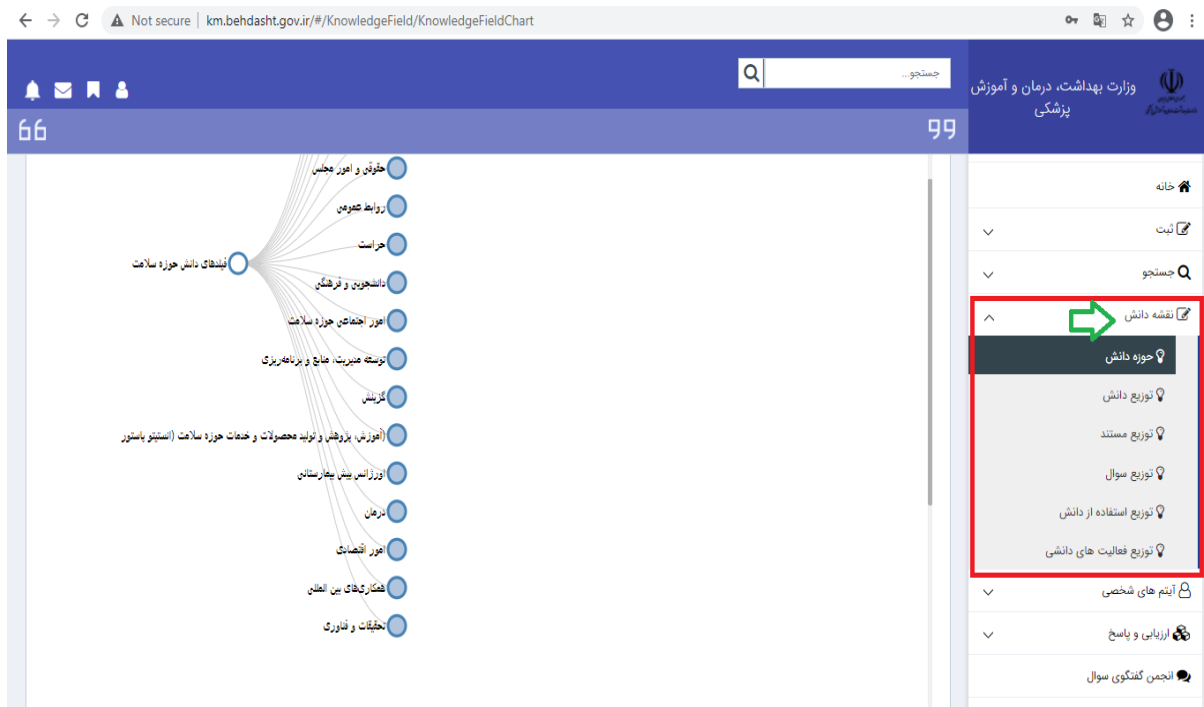 Not secure | km.behdasht.gov.ir/#/KnowledgeField/KnowledgeFieldChart
وزارت بهداشت، درمان و آموزش
پزشکی
جستجو...
خانه
ثبت
جستجو
نقشه دانش
حوزه دانش
توزیع دانش
توزیع مستند
توزیع سوال
توزیع استفاده از دانش
توزیع فعالیت های دانشی
آیتم های شخصی
ارزیابی و پاسخ
انجمن گفتگوی سوال
فیلدهای دانش حوزه سلامت
حقوقی و امور مجلس
روابط عمومی
حراست
دانشجویی و فرهنگی
امور اجتماعی حوزه سلامت
توسعه مدیریت، منابع و برنامه‌ریزی
گزینش
(آموزش، پژوهش و تولید محصولات و خدمات حوزه سلامت (انستیتو پاستور
اورژانس پیش بیمارستانی
درمان
امور اقتصادی
همکاری‌های بین المللی
تحقیقات و فناوری